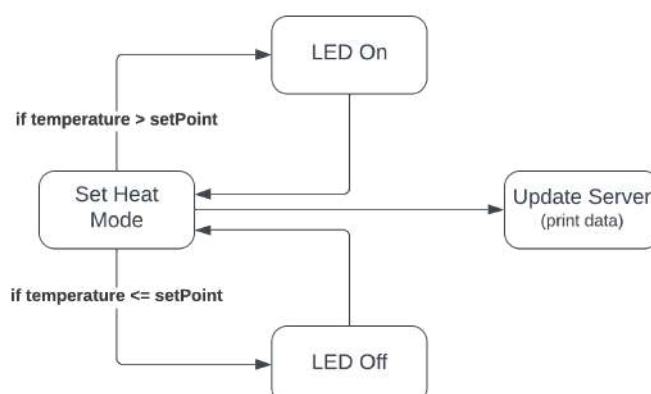 LED On
if temperature > setPoint
Set Heat
Mode
Update Server
(print data)
if temperature <= setPoint
LED Off